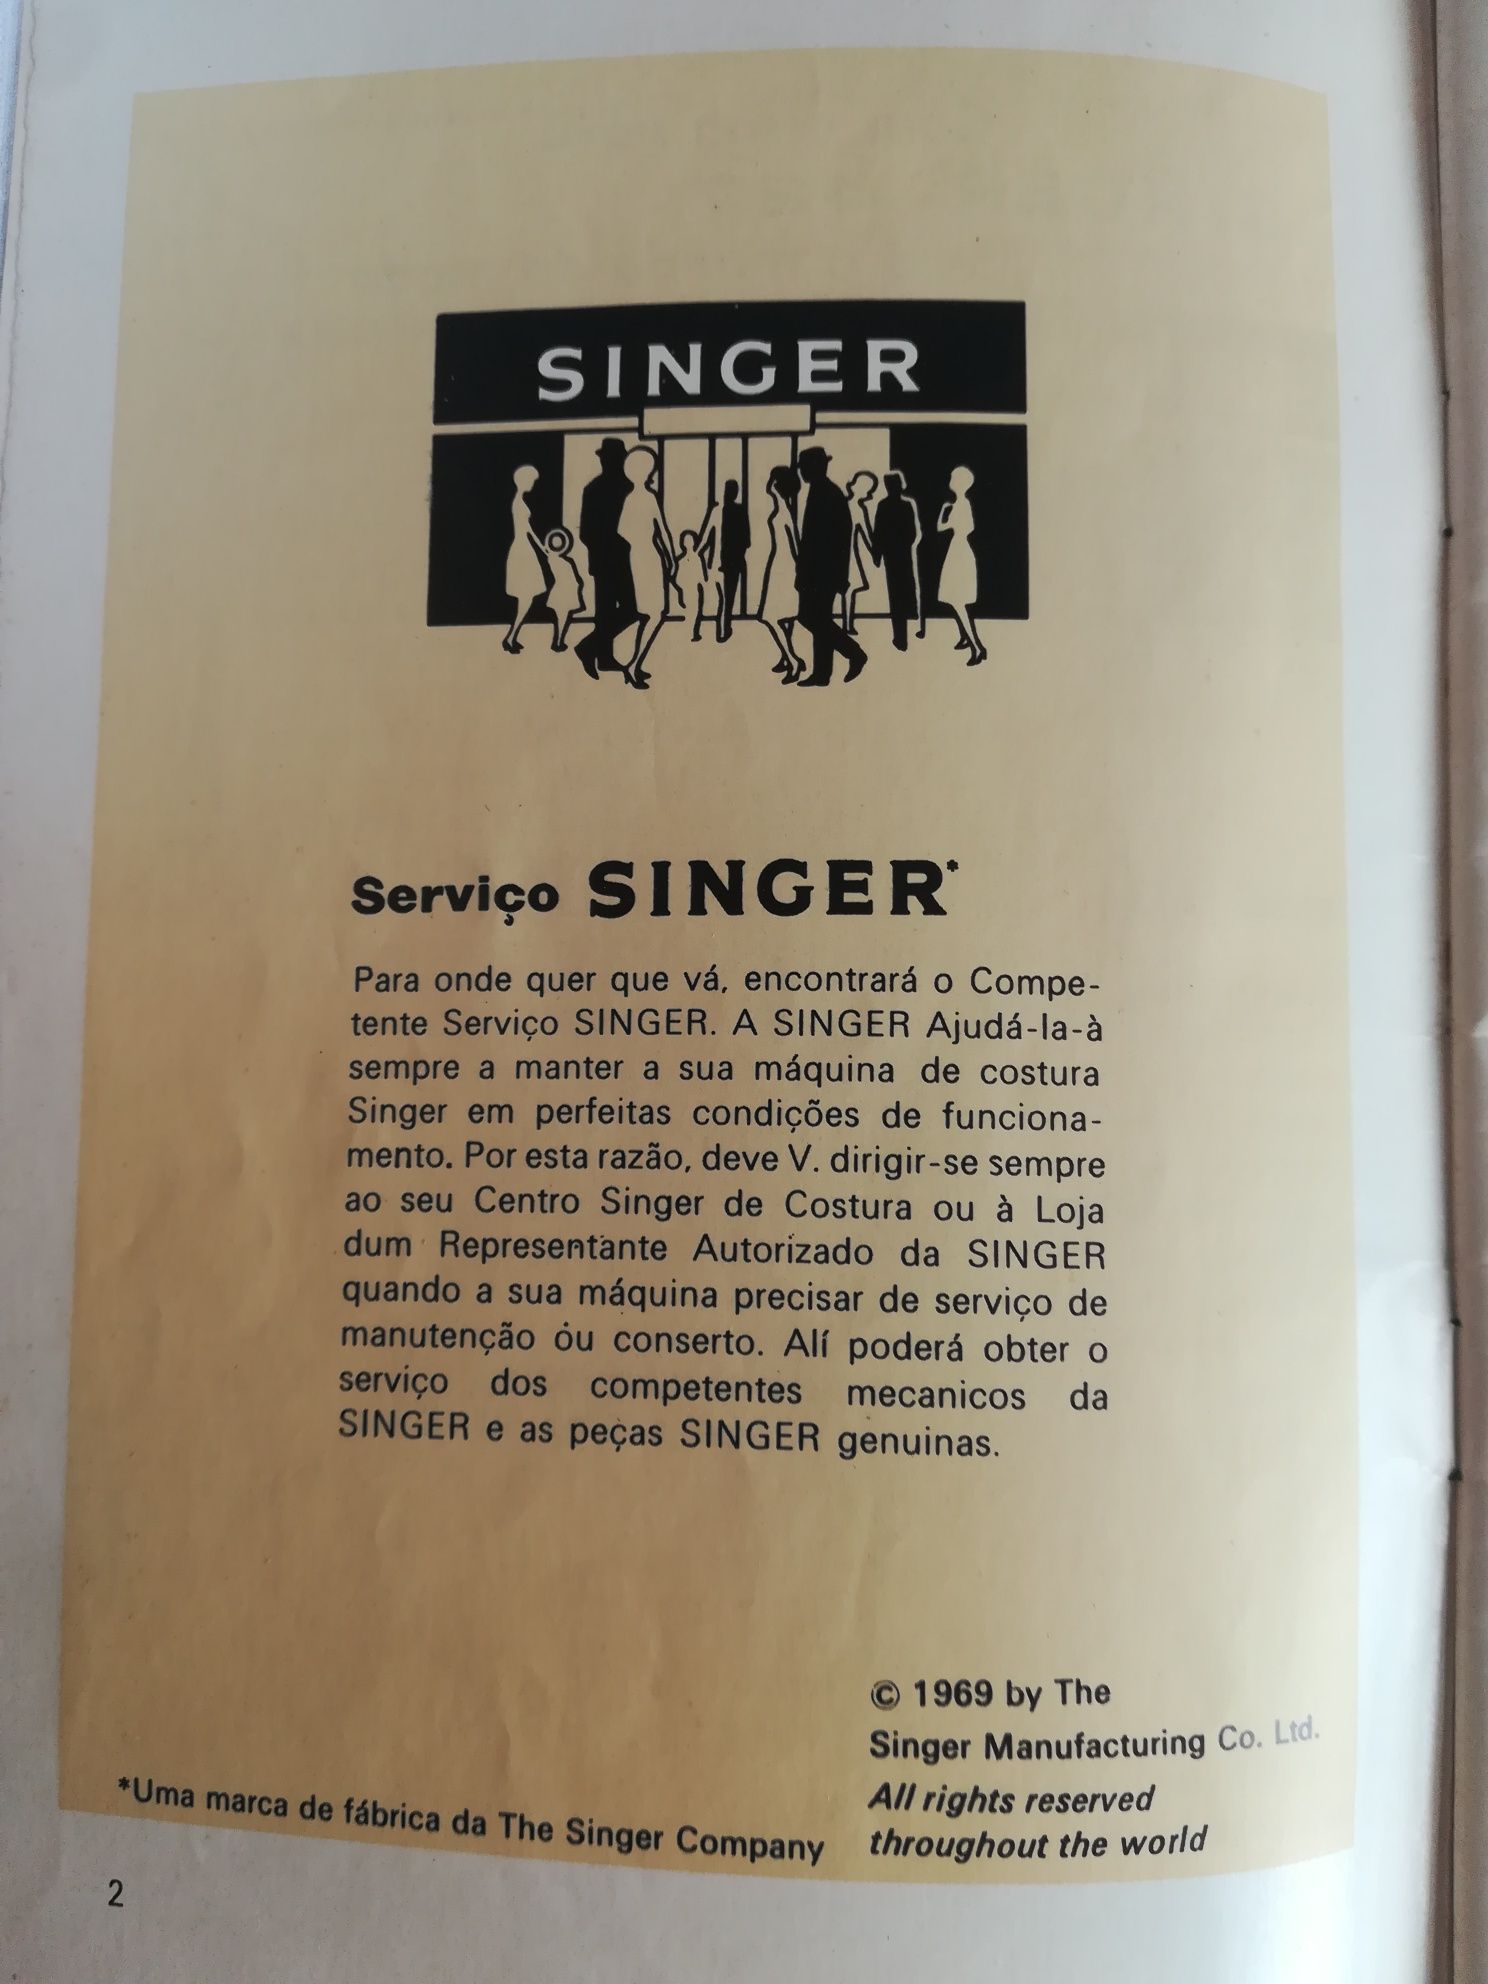 SINGER
Serviço SINGER*
Para onde quer que vá, encontrará o Compe-
tente Serviço SINGER. A SINGER Ajudá-la-à
sempre a manter a sua máquina de costura
Singer em perfeitas condições de funciona-
mento. Por esta razão, deve V. dirigir-se sempre
ao seu Centro Singer de Costura ou à Loja
dum Representante Autorizado da SINGER
quando a sua máquina precisar de serviço de
manutenção ou conserto. Alí poderá obter o
serviço dos competentes mecanicos da
SINGER e as peças SINGER genuinas.
© 1969 by The
Singer Manufacturing Co. Ltd.
All rights reserved
throughout the world
*Uma marca de fábrica da The Singer Company
2